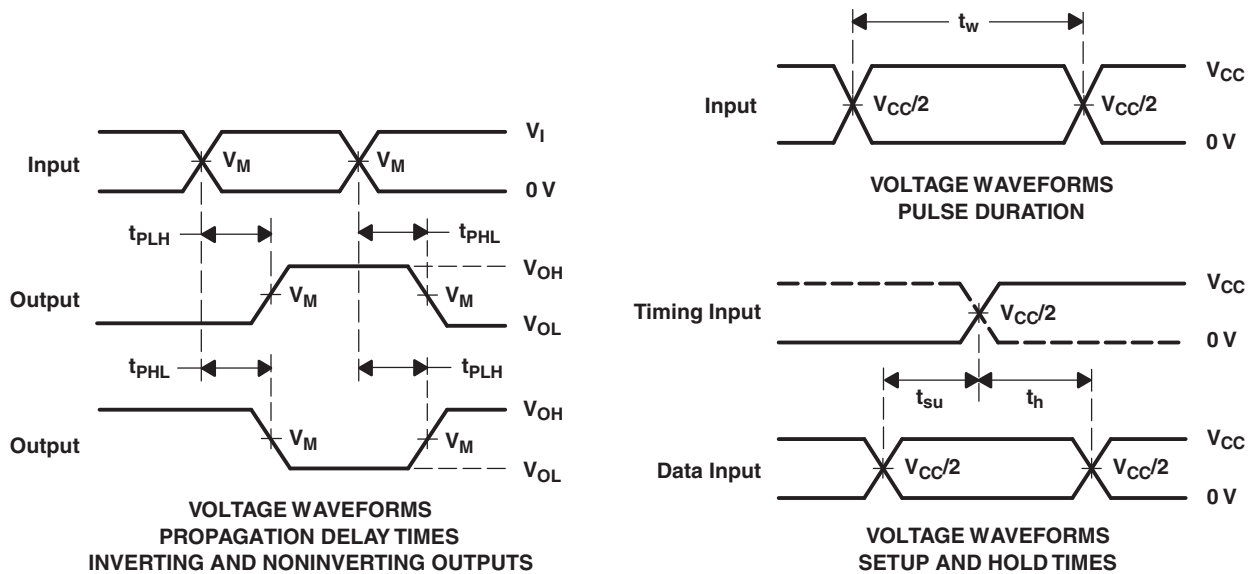 Input
V_M
V_M
V_I
0 V
t_PLH
t_PHL
Output
V_M
V_M
V_OH
V_OL
t_PHL
t_PLH
Output
V_M
V_M
V_OH
V_OL
VOLTAGE WAVEFORMS
PROPAGATION DELAY TIMES
INVERTING AND NONINVERTING OUTPUTS
t_w
Input
V_CC/2
V_CC/2
V_CC
0 V
VOLTAGE WAVEFORMS
PULSE DURATION
Timing Input
V_CC/2
V_CC
0 V
t_su
t_h
Data Input
V_CC/2
V_CC/2
V_CC
0 V
VOLTAGE WAVEFORMS
SETUP AND HOLD TIMES